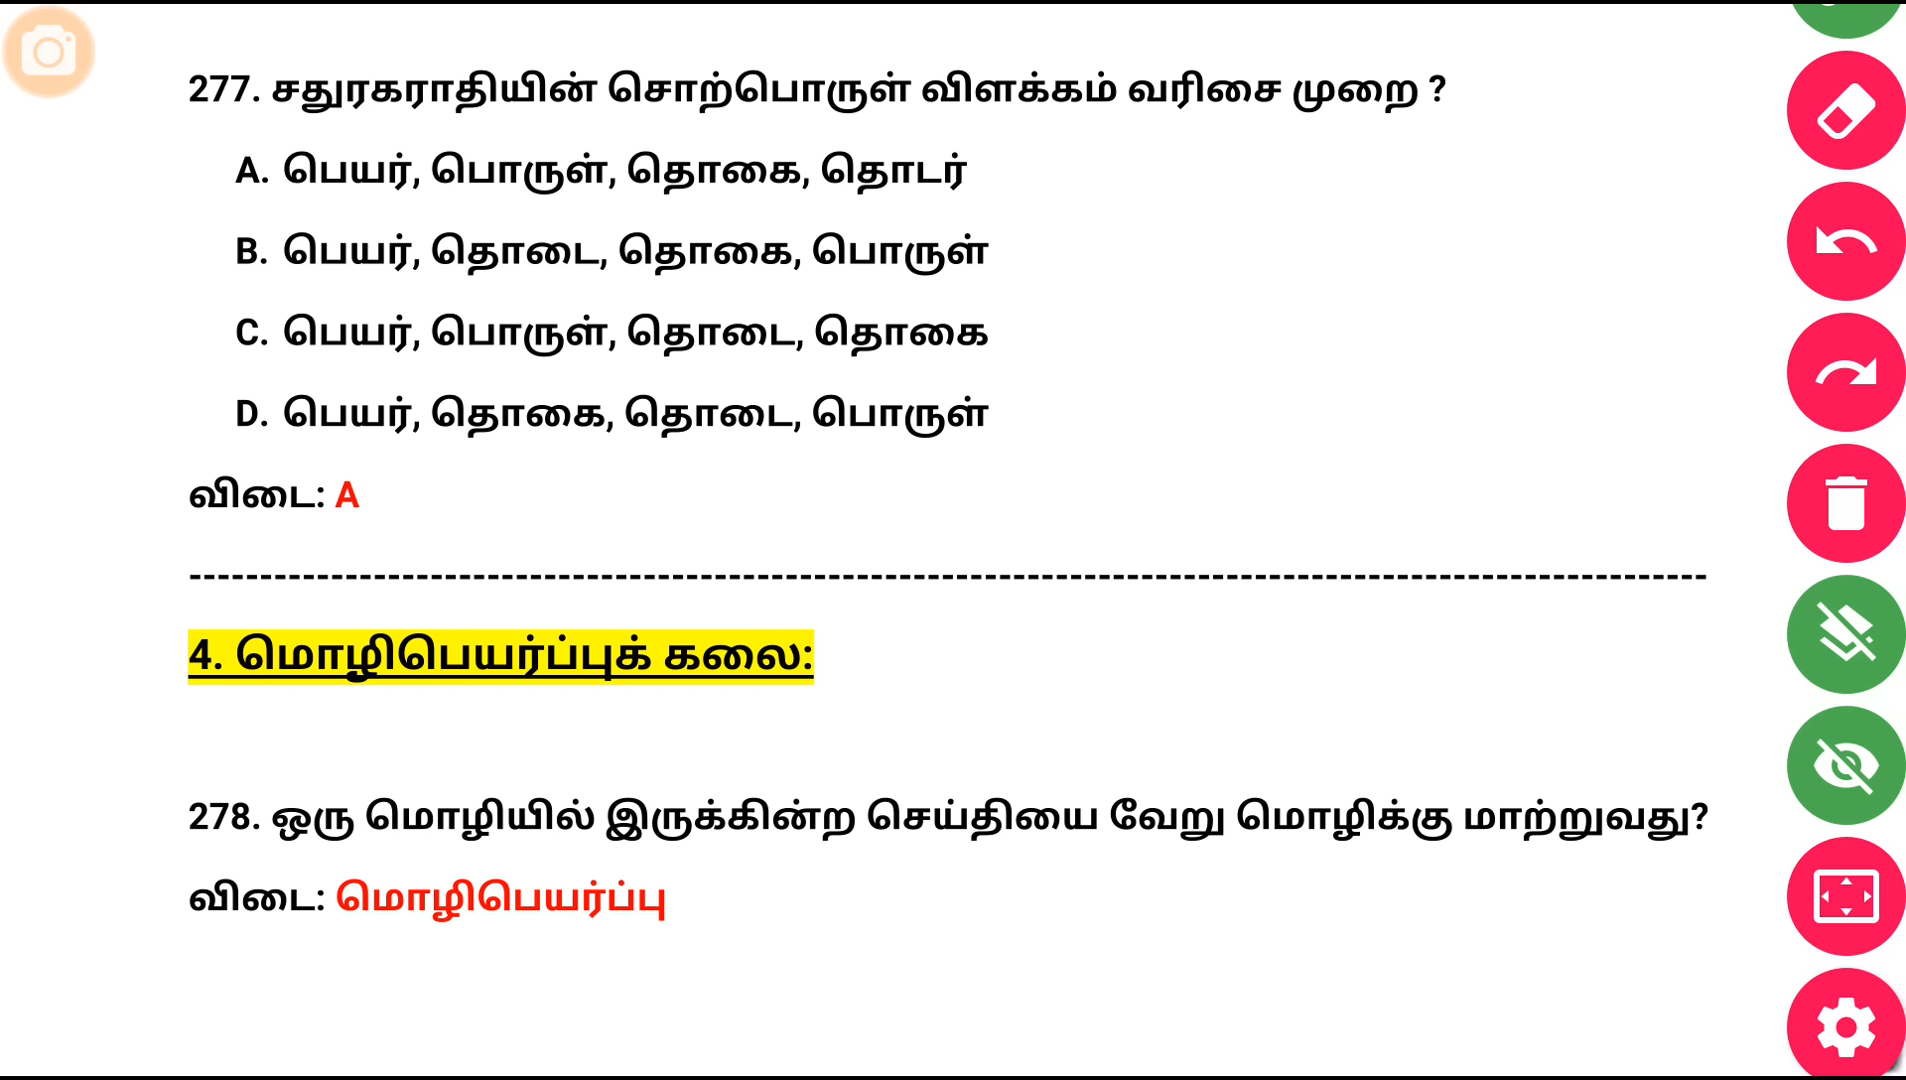 277. சதுரகராதியின் சொற்பொருள் விளக்கம் வரிசை முறை ?
A. பெயர், பொருள், தொகை, தொடர்
B. பெயர், தொடை, தொகை, பொருள்
C. பெயர், பொருள், தொடை, தொகை
D. பெயர், தொகை, தொடை, பொருள்
விடை: A
-----------------------------------------------------------------------------------------------------------
4. மொழிபெயர்ப்புக் கலை:
278. ஒரு மொழியில் இருக்கின்ற செய்தியை வேறு மொழிக்கு மாற்றுவது?
விடை: மொழிபெயர்ப்பு